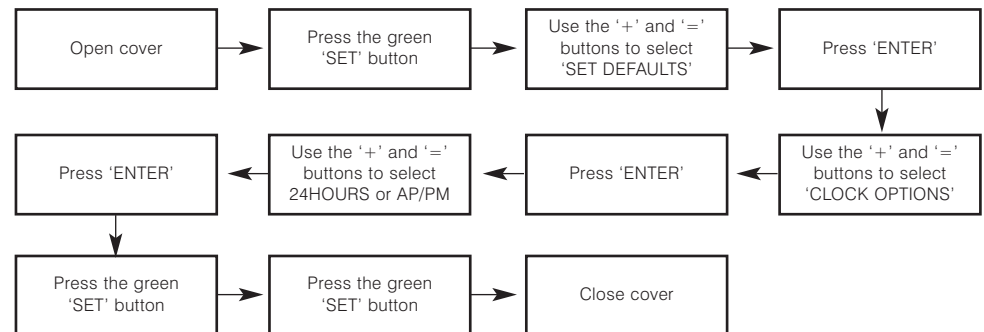 Open cover
Press the green
‘SET’ button
Use the ‘+’ and ‘=’
buttons to select
‘SET DEFAULTS’
Press ‘ENTER’
Use the ‘+’ and ‘=’
buttons to select
‘CLOCK OPTIONS’
Press ‘ENTER’
Use the ‘+’ and ‘=’
buttons to select
24HOURS or AP/PM
Press ‘ENTER’
Press the green
‘SET’ button
Press the green
‘SET’ button
Close cover